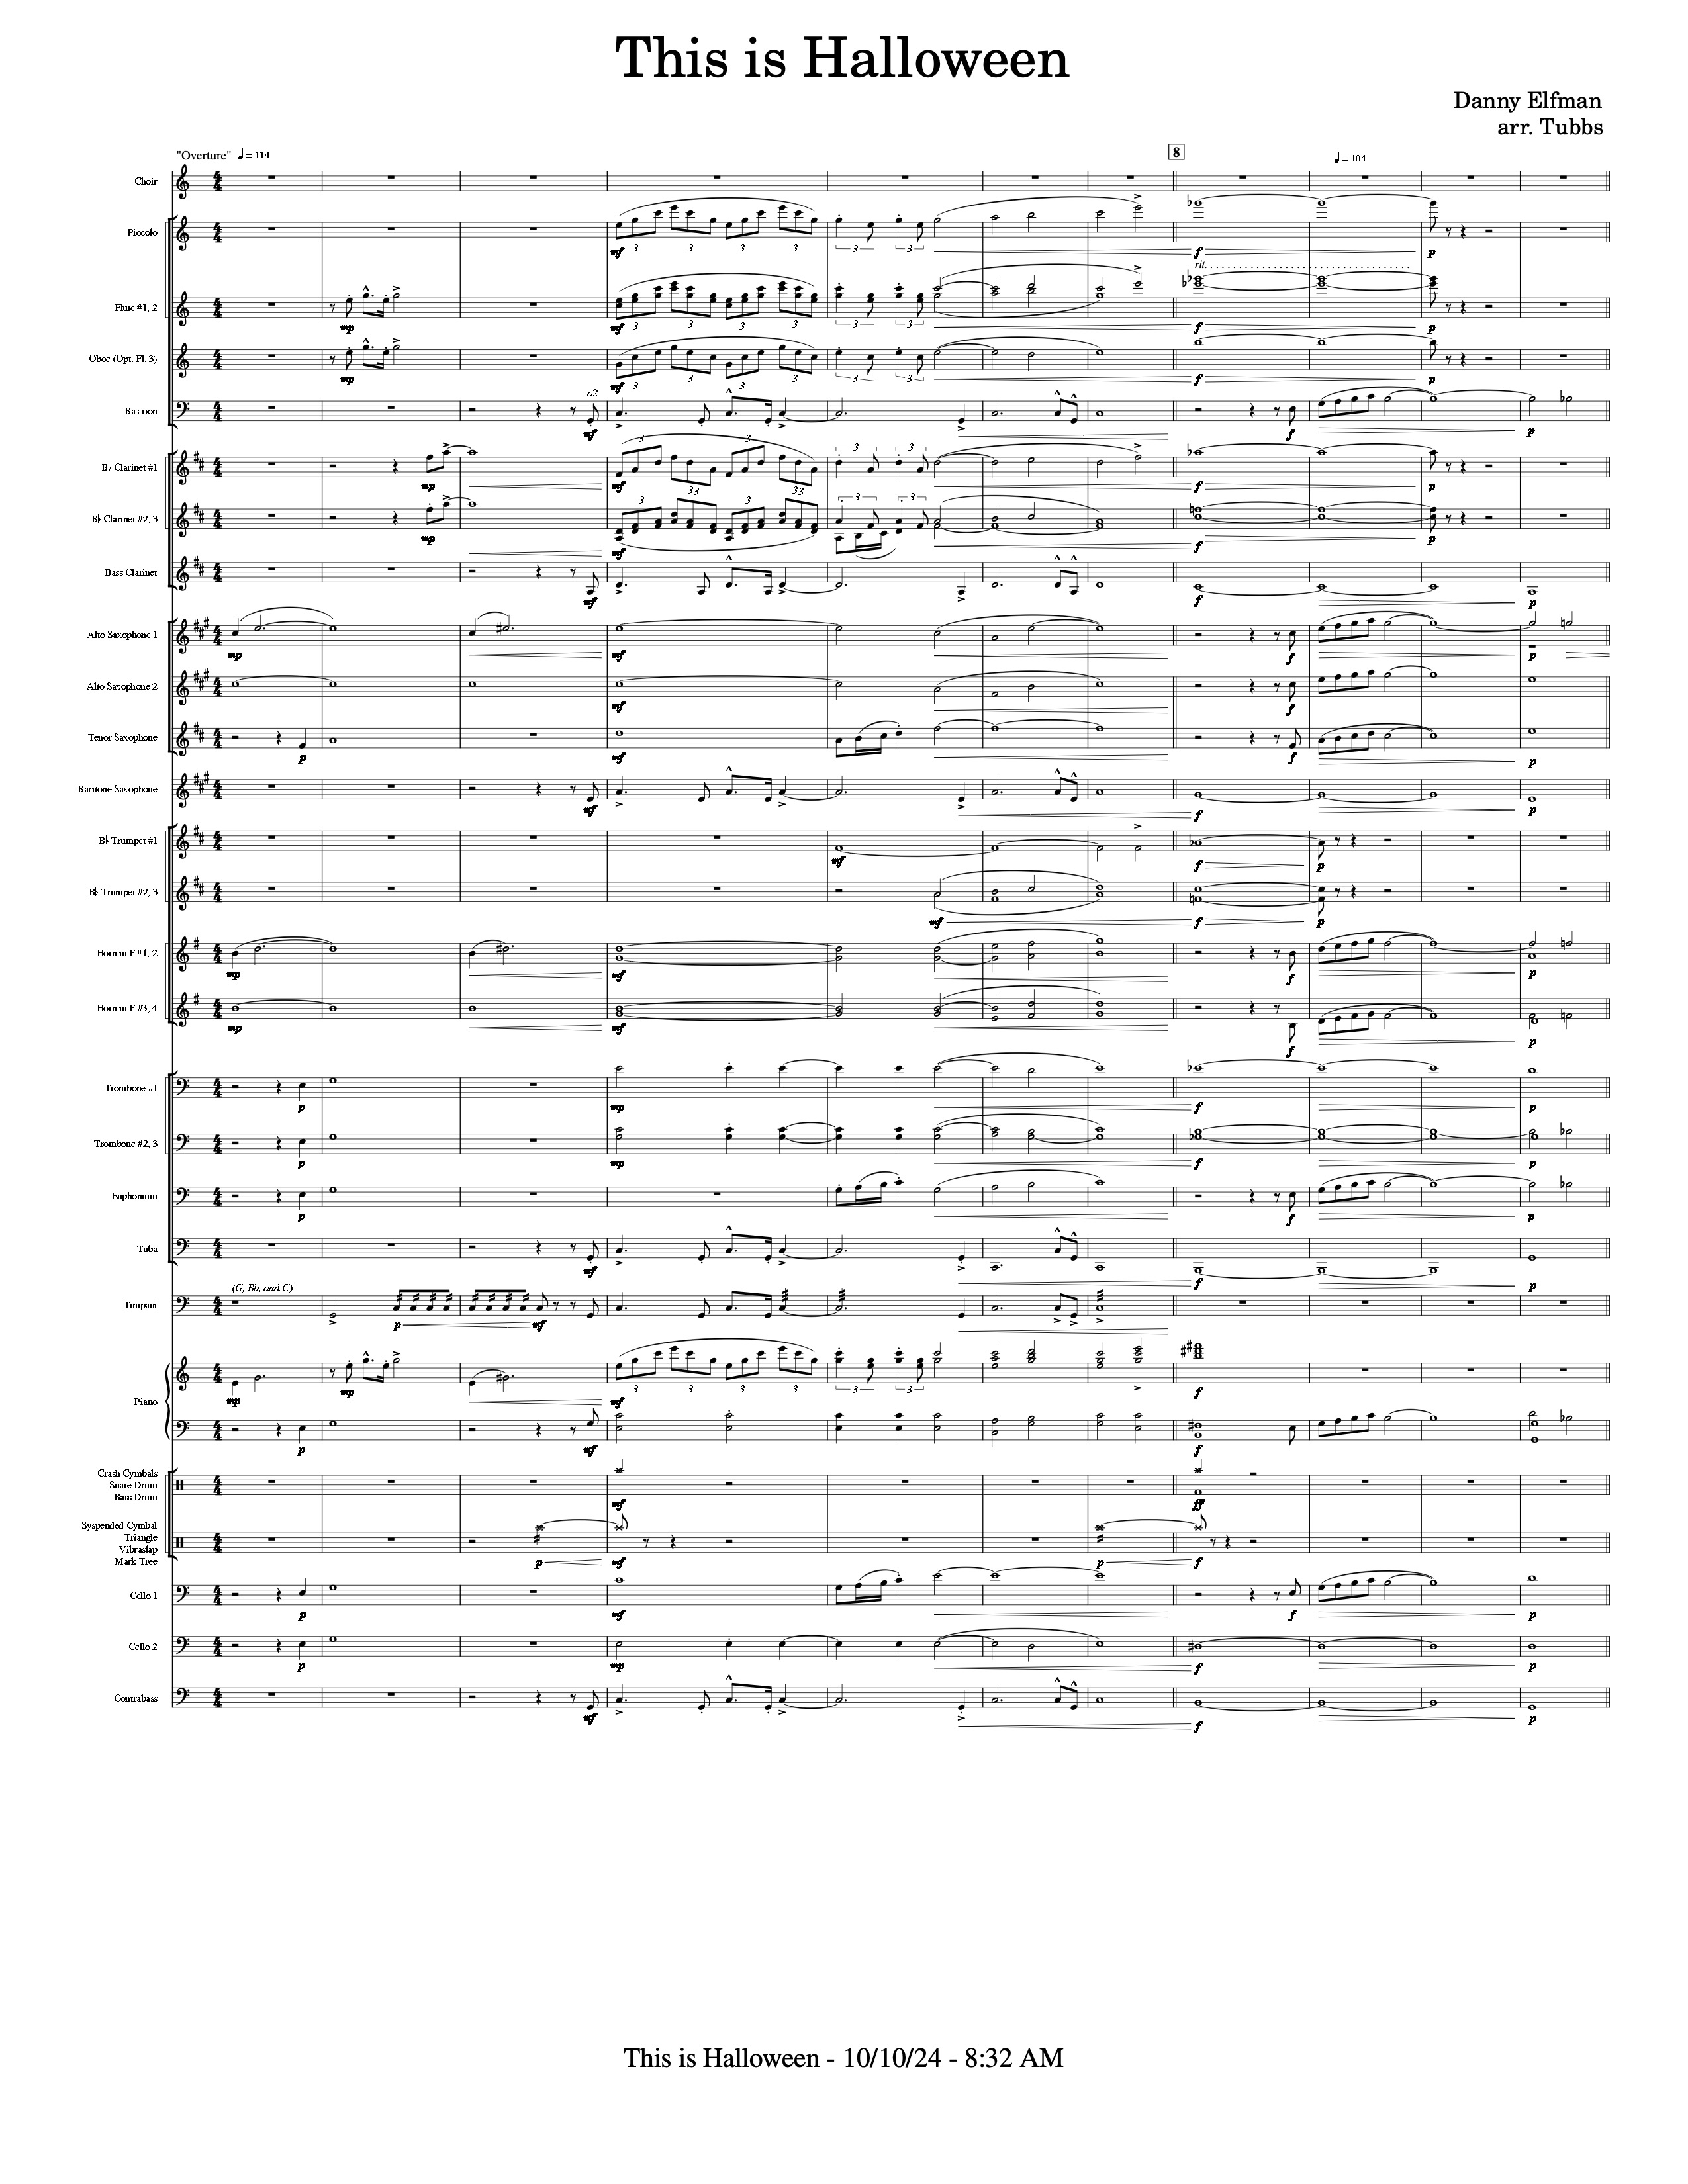 This is Halloween
Danny Elfman
arr. Tubbs
"Overture" ♩ = 114
8
♩ = 104
Choir
Piccolo
mf 3 3 3 3 3 3 f p
rit.
Flute #1, 2
mp mf 3 3 3 3 3 3 f p
Oboe (Opt. Fl. 3)
mp mf 3 3 3 3 3 3 f p
a2
Bassoon
mf f p
B♭ Clarinet #1
mp mf 3 3 3 3 3 3 f p
B♭ Clarinet #2, 3
mp mf 3 3 3 3 3 3 f p
Bass Clarinet
mf f p
Alto Saxophone 1
mp mf f p
Alto Saxophone 2
mf f
Tenor Saxophone
p mf f p
Baritone Saxophone
mf f p
B♭ Trumpet #1
mf f p
B♭ Trumpet #2, 3
mf f p
Horn in F #1, 2
mp mf f p
Horn in F #3, 4
mp mf f p
Trombone #1
p mp f p
Trombone #2, 3
p mp f p
Euphonium
p f p
Tuba
mf f p
(G, Bb, and C)
Timpani
p mf
Piano
mp mp mf 3 3 3 3 3 3 f
p mf f
Crash Cymbals
Snare Drum
Bass Drum
mf ff
Syspended Cymbal
Triangle
Vibraslap
Mark Tree
p mf p f
Cello 1
p mf f p
Cello 2
p mp f p
Contrabass
mf f p
This is Halloween - 10/10/24 - 8:32 AM